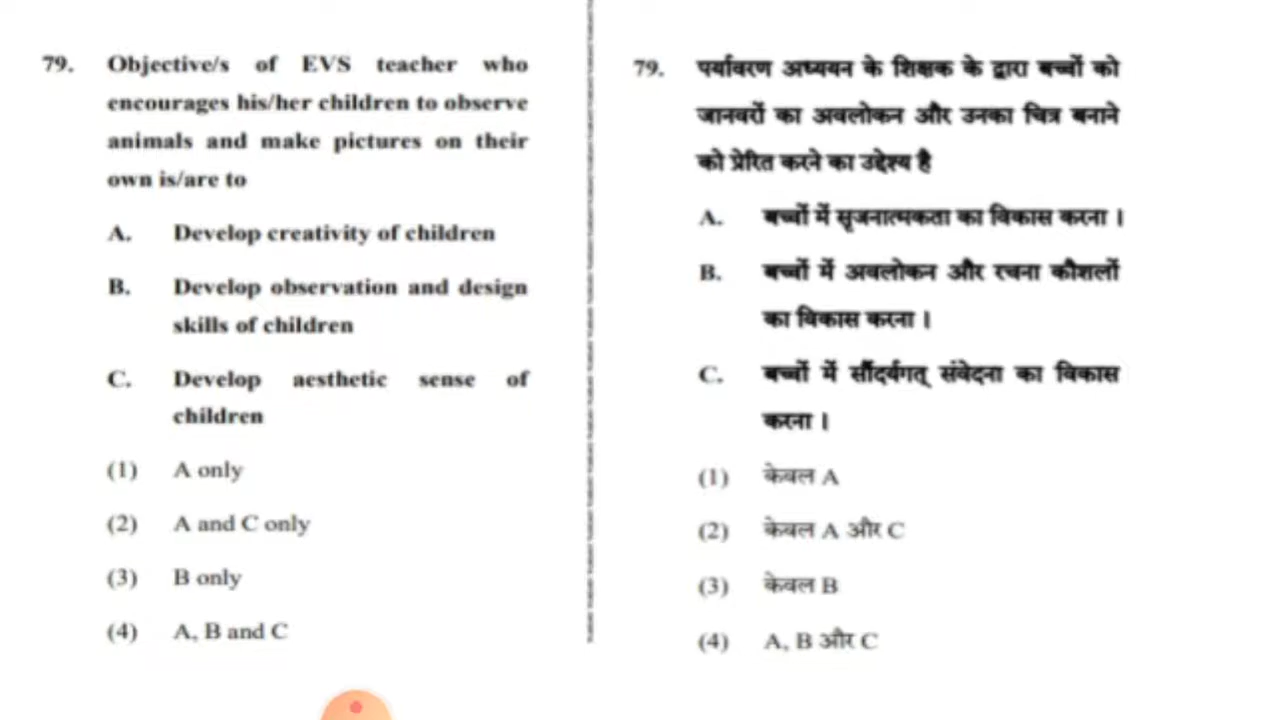 79. Objective/s of EVS teacher who
encourages his/her children to observe
animals and make pictures on their
own is/are to
A. Develop creativity of children
B. Develop observation and design
skills of children
C. Develop aesthetic sense of
children
(1) A only
(2) A and C only
(3) B only
(4) A, B and C
79. पर्यावरण अध्ययन के शिक्षक के द्वारा बच्चों को
जानवरों का अवलोकन और उनका चित्र बनाने
को प्रेरित करने का उद्देश्य है
A. बच्चों में सृजनात्मकता का विकास करना ।
B. बच्चों में अवलोकन और रचना कौशलों
का विकास करना ।
C. बच्चों में सौंदर्यगत् संवेदना का विकास
करना ।
(1) केवल A
(2) केवल A और C
(3) केवल B
(4) A, B और C